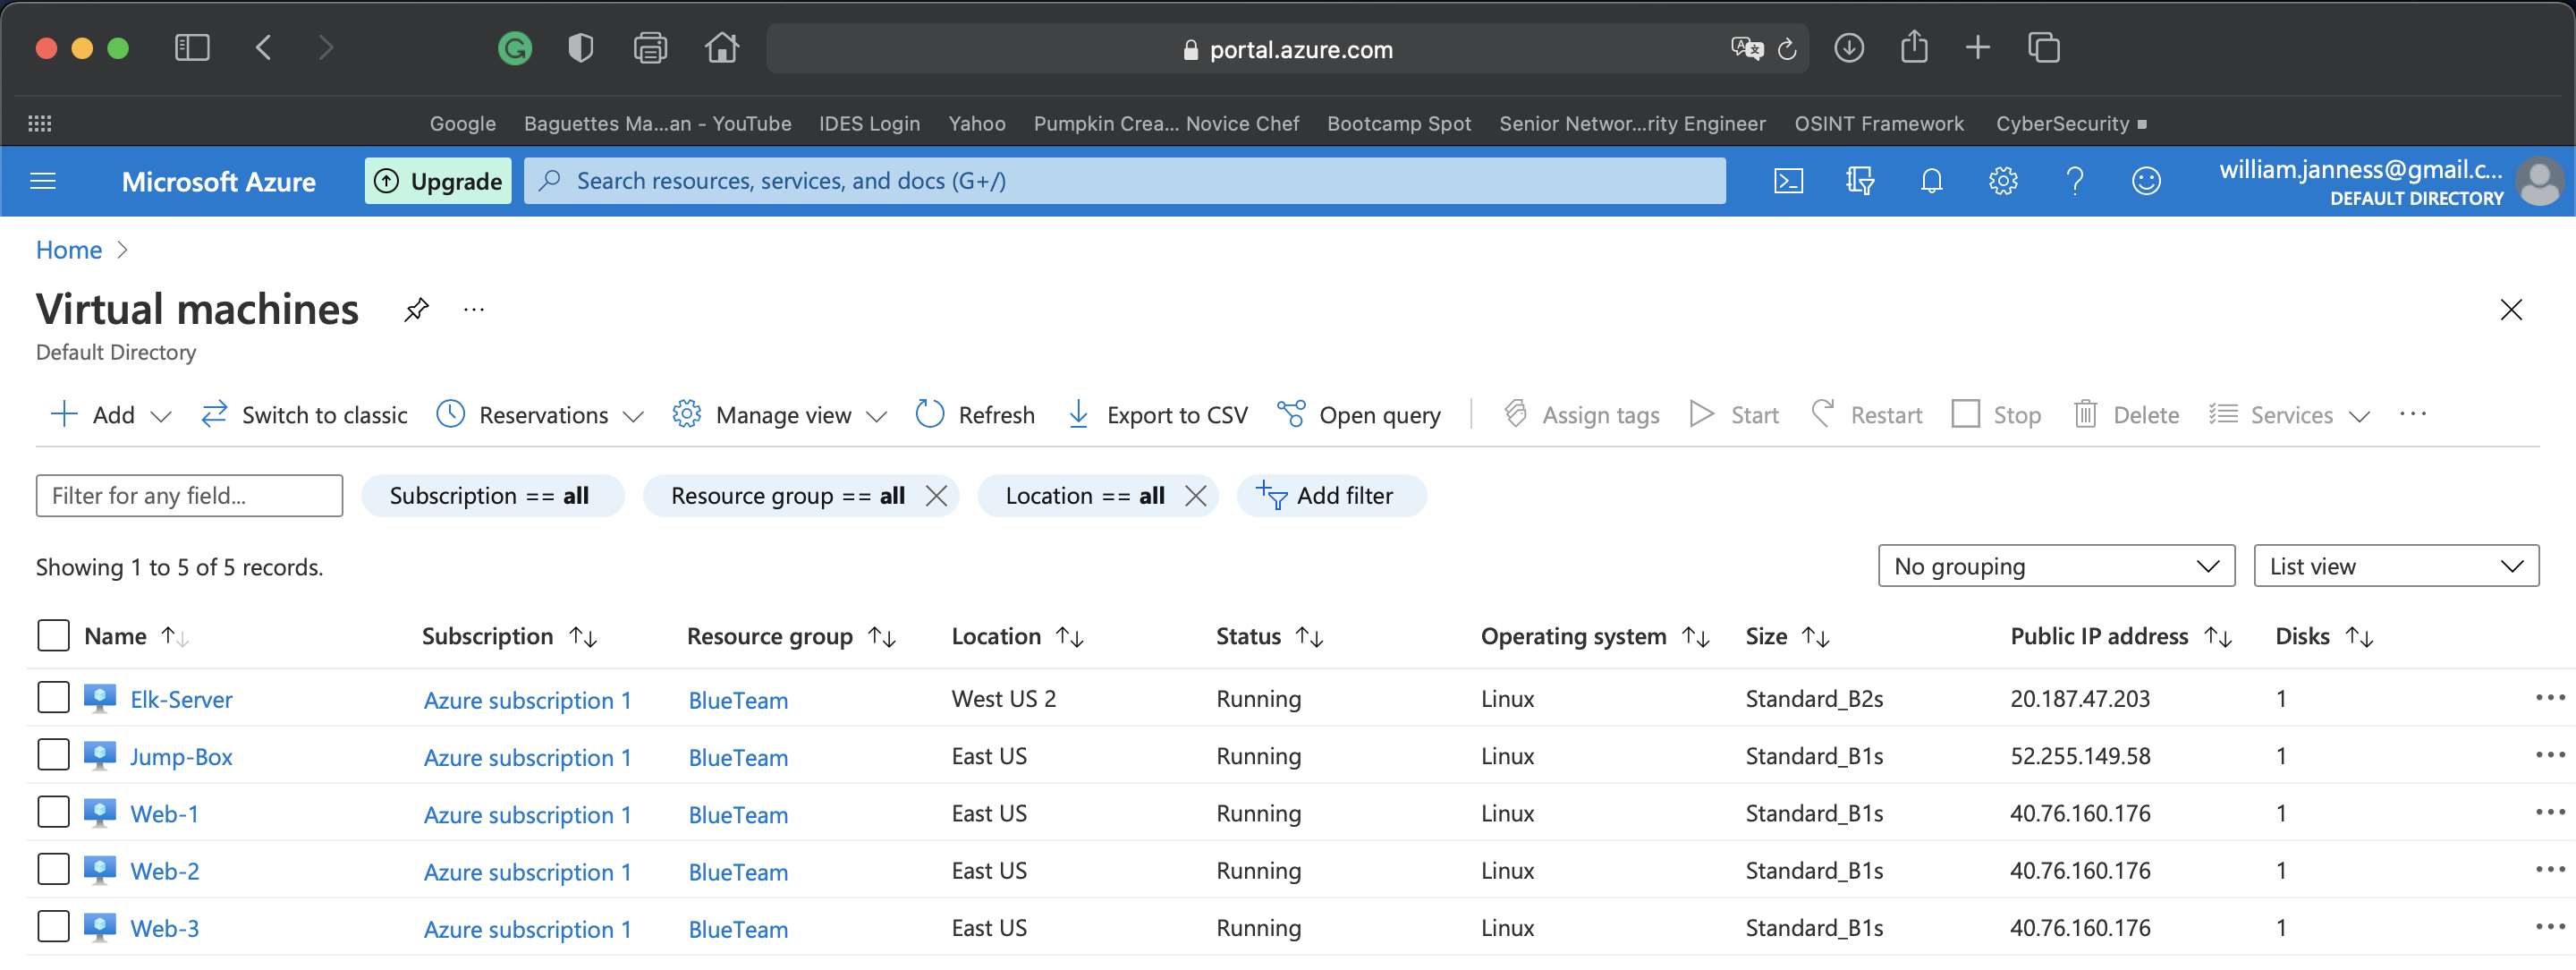 portal.azure.com
Google Baguettes Ma...an - YouTube IDES Login Yahoo Pumpkin Crea... Novice Chef Bootcamp Spot Senior Networ...rity Engineer OSINT Framework CyberSecurity
Microsoft Azure Upgrade Search resources, services, and docs (G+/) william.janness@gmail.c...
DEFAULT DIRECTORY
Home >
Virtual machines ...
Default Directory
Add Switch to classic Reservations Manage view Refresh Export to CSV Open query Assign tags Start Restart Stop Delete Services ...
Filter for any field... Subscription == all Resource group == all Location == all Add filter
Showing 1 to 5 of 5 records. No grouping List view
Name Subscription Resource group Location Status Operating system Size Public IP address Disks
Elk-Server Azure subscription 1 BlueTeam West US 2 Running Linux Standard_B2s 20.187.47.203 1 ...
Jump-Box Azure subscription 1 BlueTeam East US Running Linux Standard_B1s 52.255.149.58 1 ...
Web-1 Azure subscription 1 BlueTeam East US Running Linux Standard_B1s 40.76.160.176 1 ...
Web-2 Azure subscription 1 BlueTeam East US Running Linux Standard_B1s 40.76.160.176 1 ...
Web-3 Azure subscription 1 BlueTeam East US Running Linux Standard_B1s 40.76.160.176 1 ...